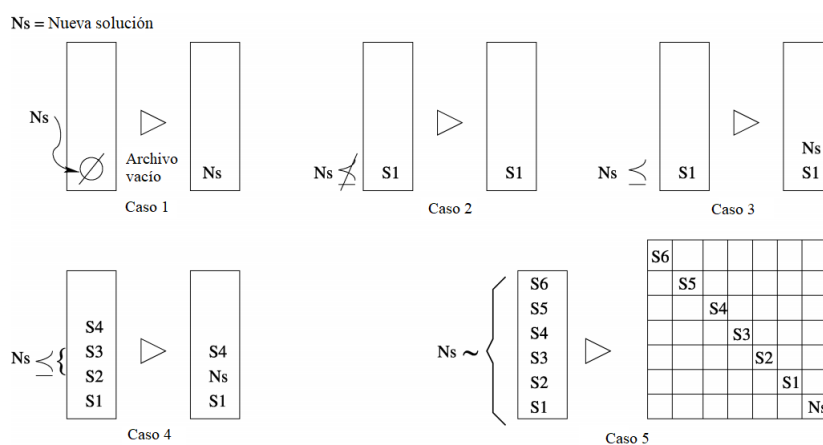 Ns = Nueva solución
Ns
Archivo
vacío
Ns
Caso 1
Ns ⪯̸ S1
S1
Caso 2
Ns ⪯ S1
Ns
S1
Caso 3
Ns ⪯ {
S4
S3
S2
S1
S4
Ns
S1
Caso 4
Ns ~ {
S6
S5
S4
S3
S2
S1
S6
S5
S4
S3
S2
S1
Ns
Caso 5